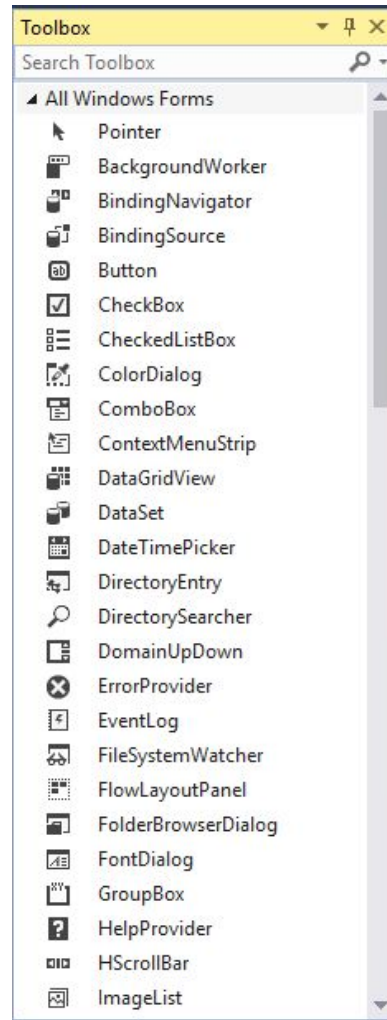 Toolbox
Search Toolbox
All Windows Forms
Pointer
BackgroundWorker
BindingNavigator
BindingSource
Button
CheckBox
CheckedListBox
ColorDialog
ComboBox
ContextMenuStrip
DataGridView
DataSet
DateTimePicker
DirectoryEntry
DirectorySearcher
DomainUpDown
ErrorProvider
EventLog
FileSystemWatcher
FlowLayoutPanel
FolderBrowserDialog
FontDialog
GroupBox
HelpProvider
HScrollBar
ImageList